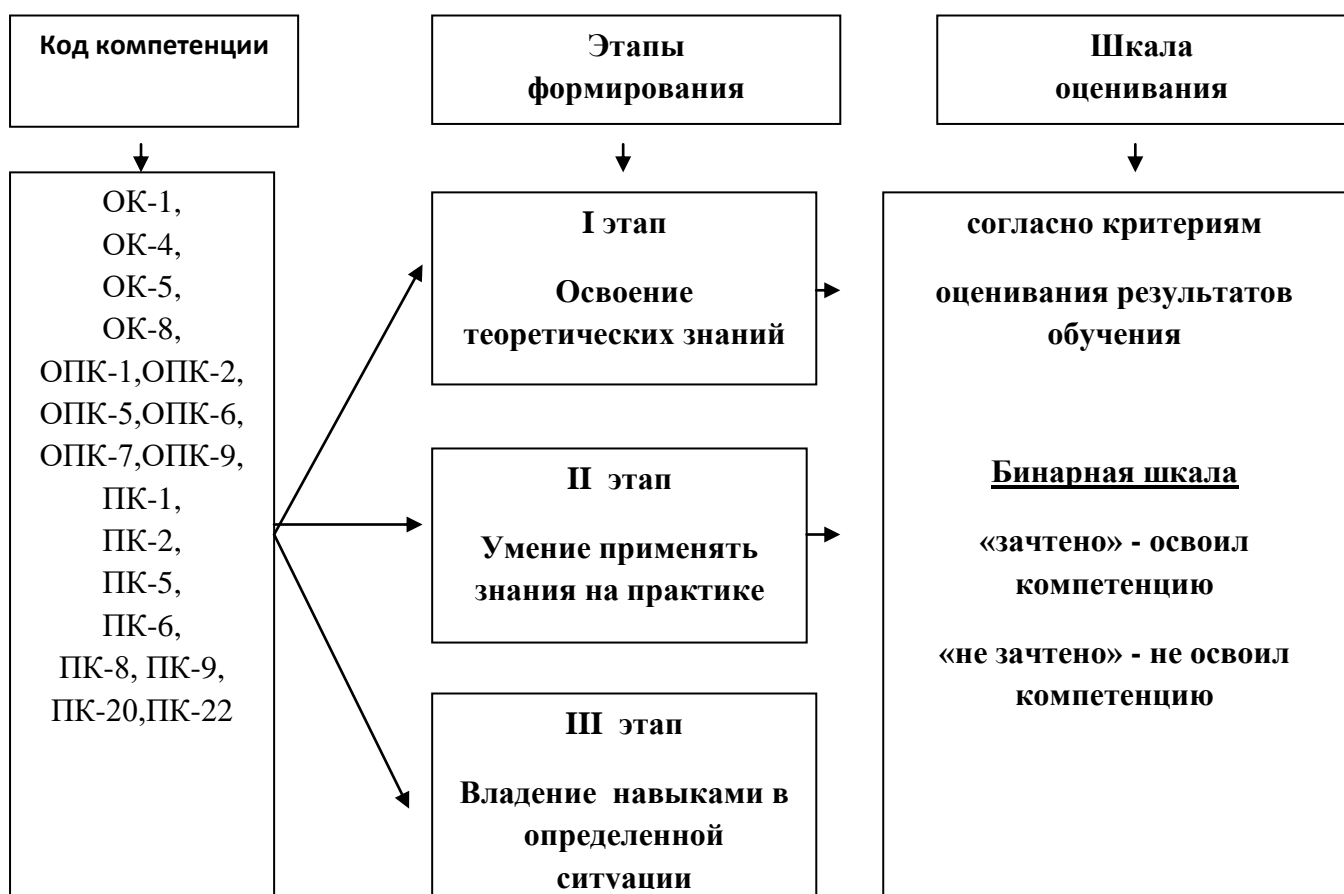 Код компетенции
Этапы
формирования
Шкала
оценивания
ОК-1,
ОК-4,
ОК-5,
ОК-8,
ОПК-1,ОПК-2,
ОПК-5,ОПК-6,
ОПК-7,ОПК-9,
ПК-1,
ПК-2,
ПК-5,
ПК-6,
ПК-8, ПК-9,
ПК-20,ПК-22
I этап
Освоение
теоретических знаний
II этап
Умение применять
знания на практике
III этап
Владение навыками в
определенной
ситуации
согласно критериям
оценивания результатов
обучения
Бинарная шкала
«зачтено» - освоил
компетенцию
«не зачтено» - не освоил
компетенцию